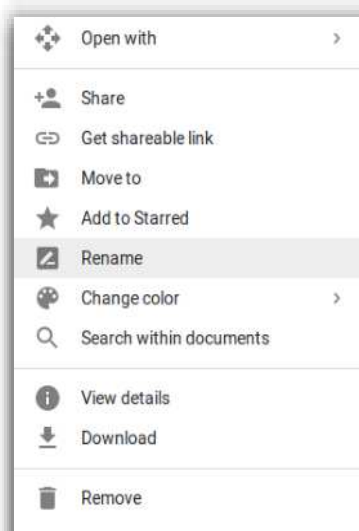 Open with
Share
Get shareable link
Move to
Add to Starred
Rename
Change color
Search within documents
View details
Download
Remove